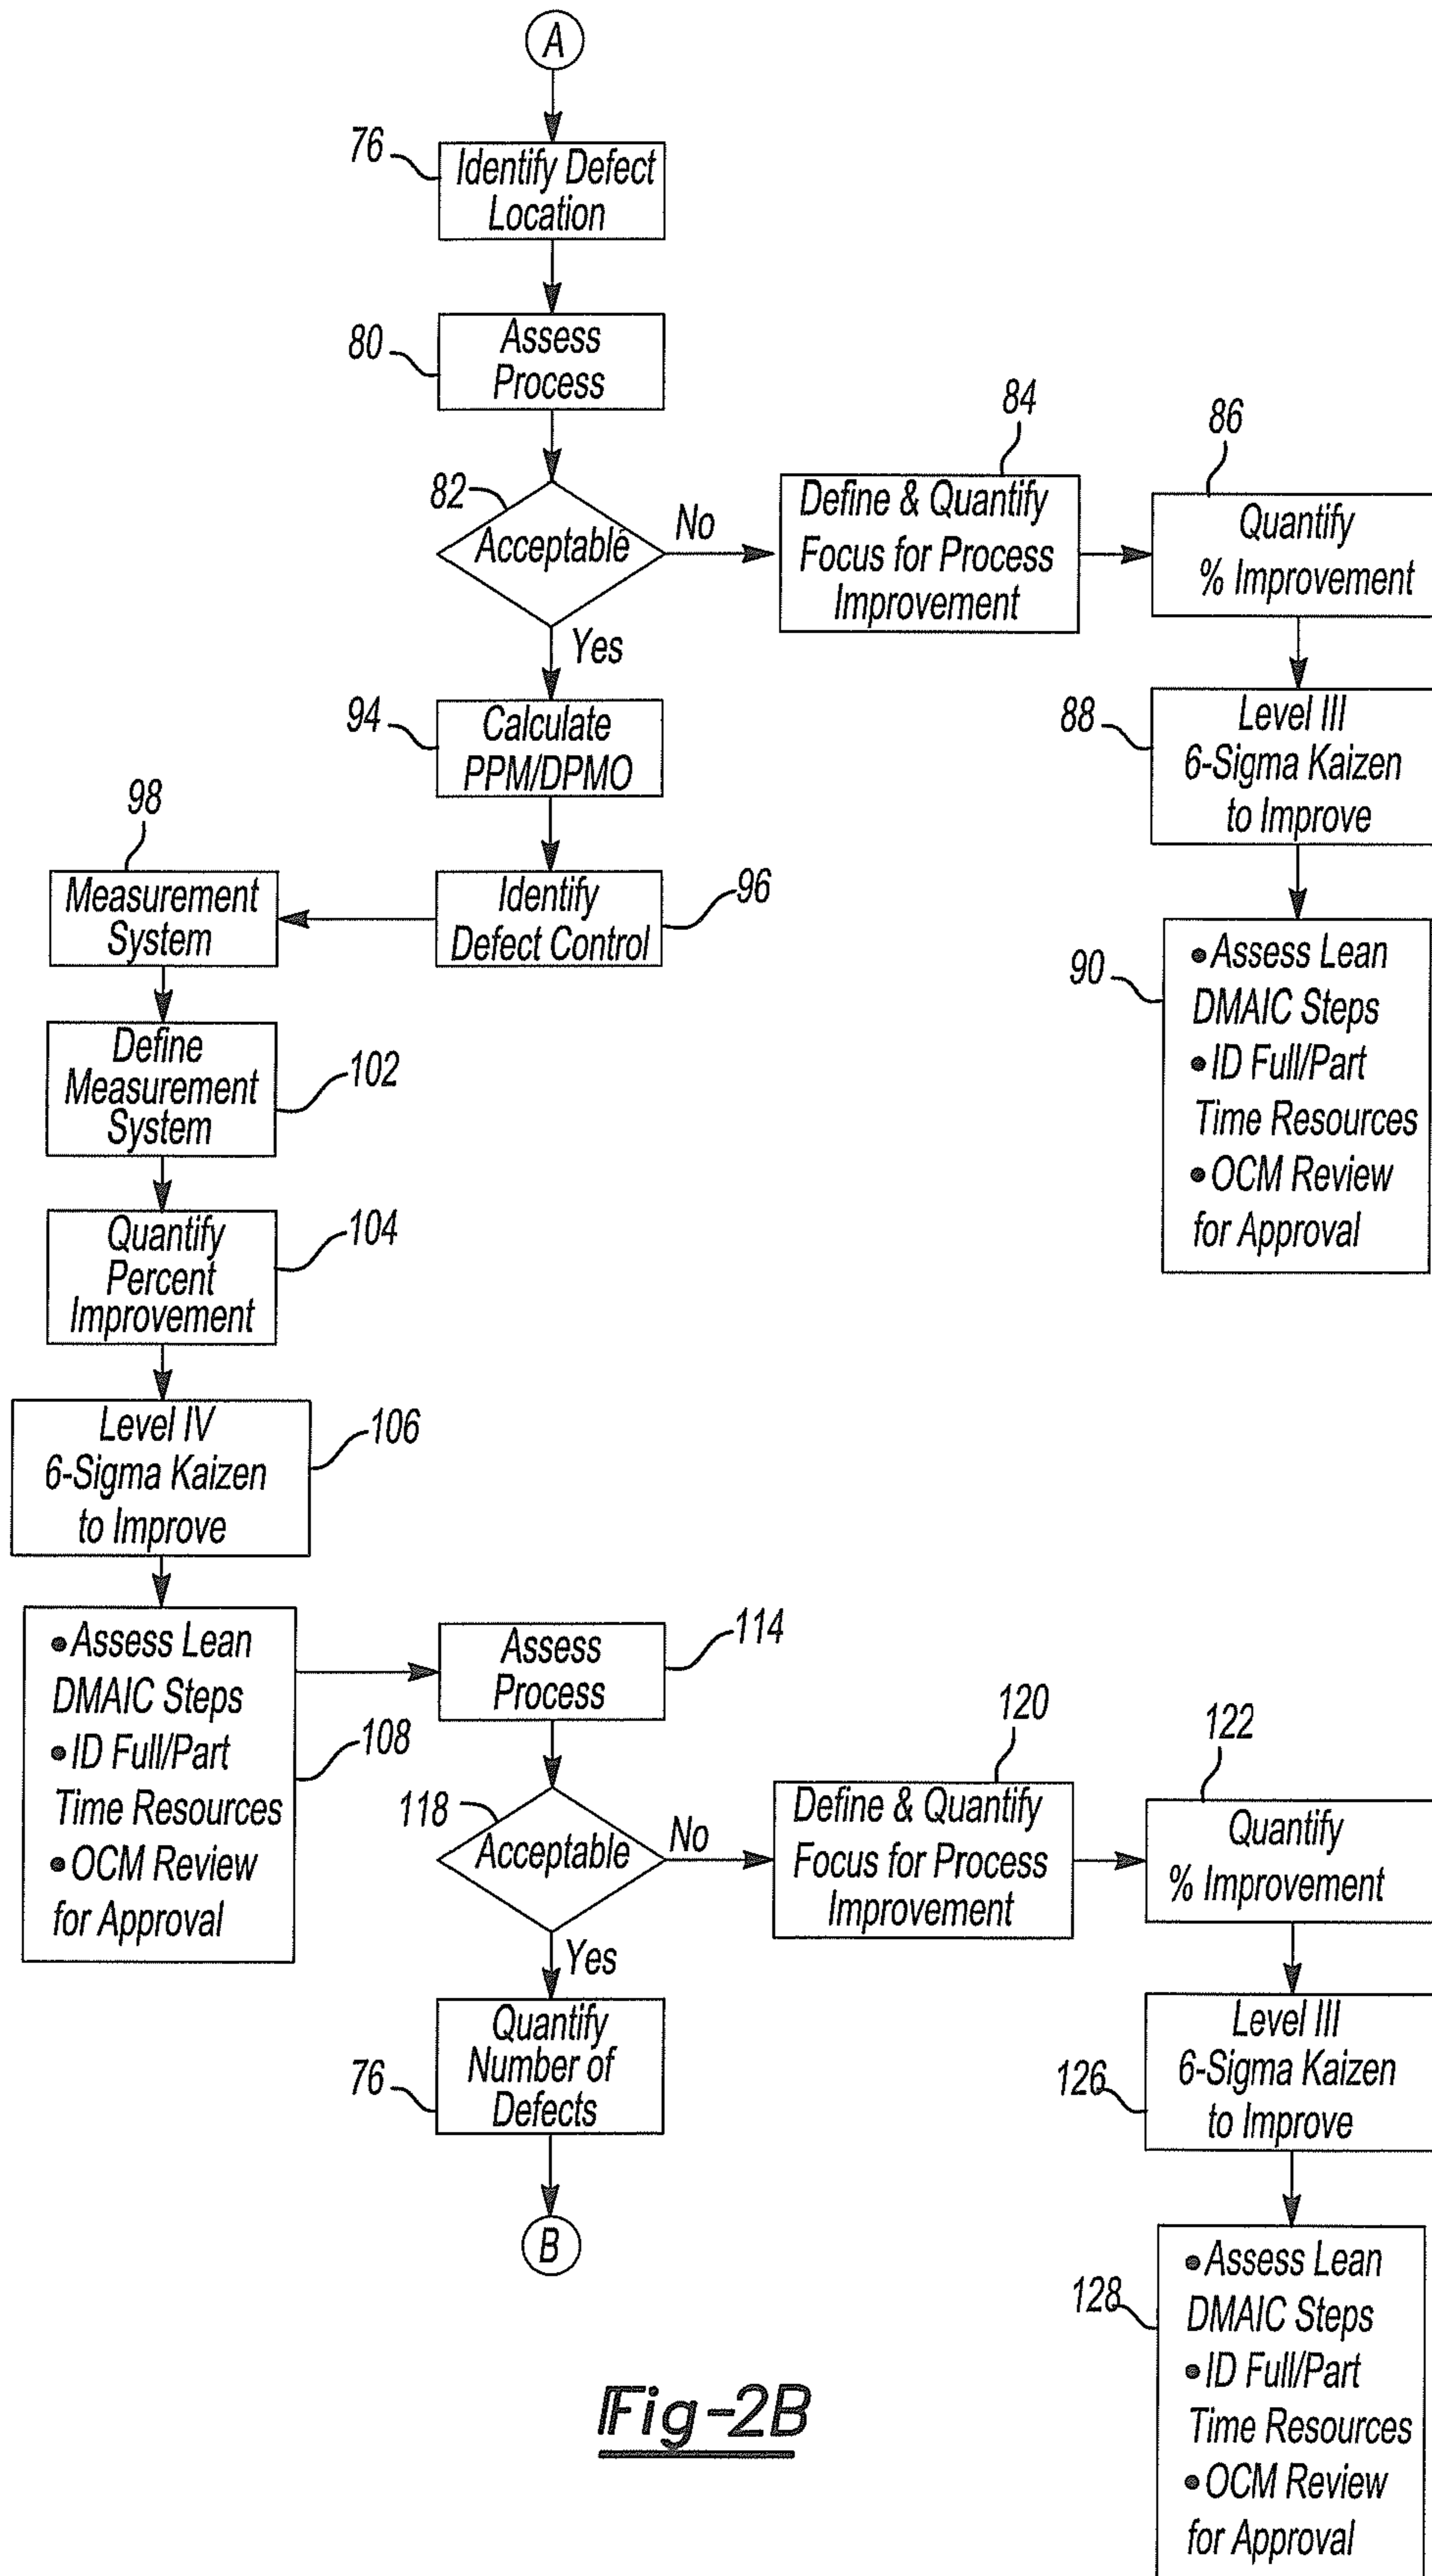 A
76
Identify Defect
Location
80
Assess
Process
82
Acceptable
No
Yes
84
Define & Quantify
Focus for Process
Improvement
86
Quantify
% Improvement
88
Level III
6-Sigma Kaizen
to Improve
90
•Assess Lean
DMAIC Steps
•ID Full/Part
Time Resources
•OCM Review
for Approval
94
Calculate
PPM/DPMO
96
Identify
Defect Control
98
Measurement
System
102
Define
Measurement
System
104
Quantify
Percent
Improvement
106
Level IV
6-Sigma Kaizen
to Improve
108
•Assess Lean
DMAIC Steps
•ID Full/Part
Time Resources
•OCM Review
for Approval
114
Assess
Process
118
Acceptable
No
Yes
120
Define & Quantify
Focus for Process
Improvement
122
Quantify
% Improvement
126
Level III
6-Sigma Kaizen
to Improve
128
•Assess Lean
DMAIC Steps
•ID Full/Part
Time Resources
•OCM Review
for Approval
76
Quantify
Number of
Defects
B
Fig-2B